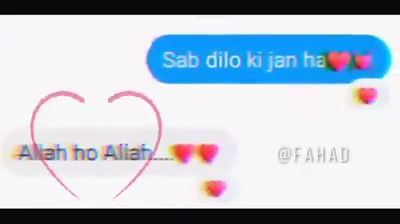 Sab dilo ki jan ha❤️❤️
❤️
Allah ho Allah....❤️❤️
@FAHAD
❤️